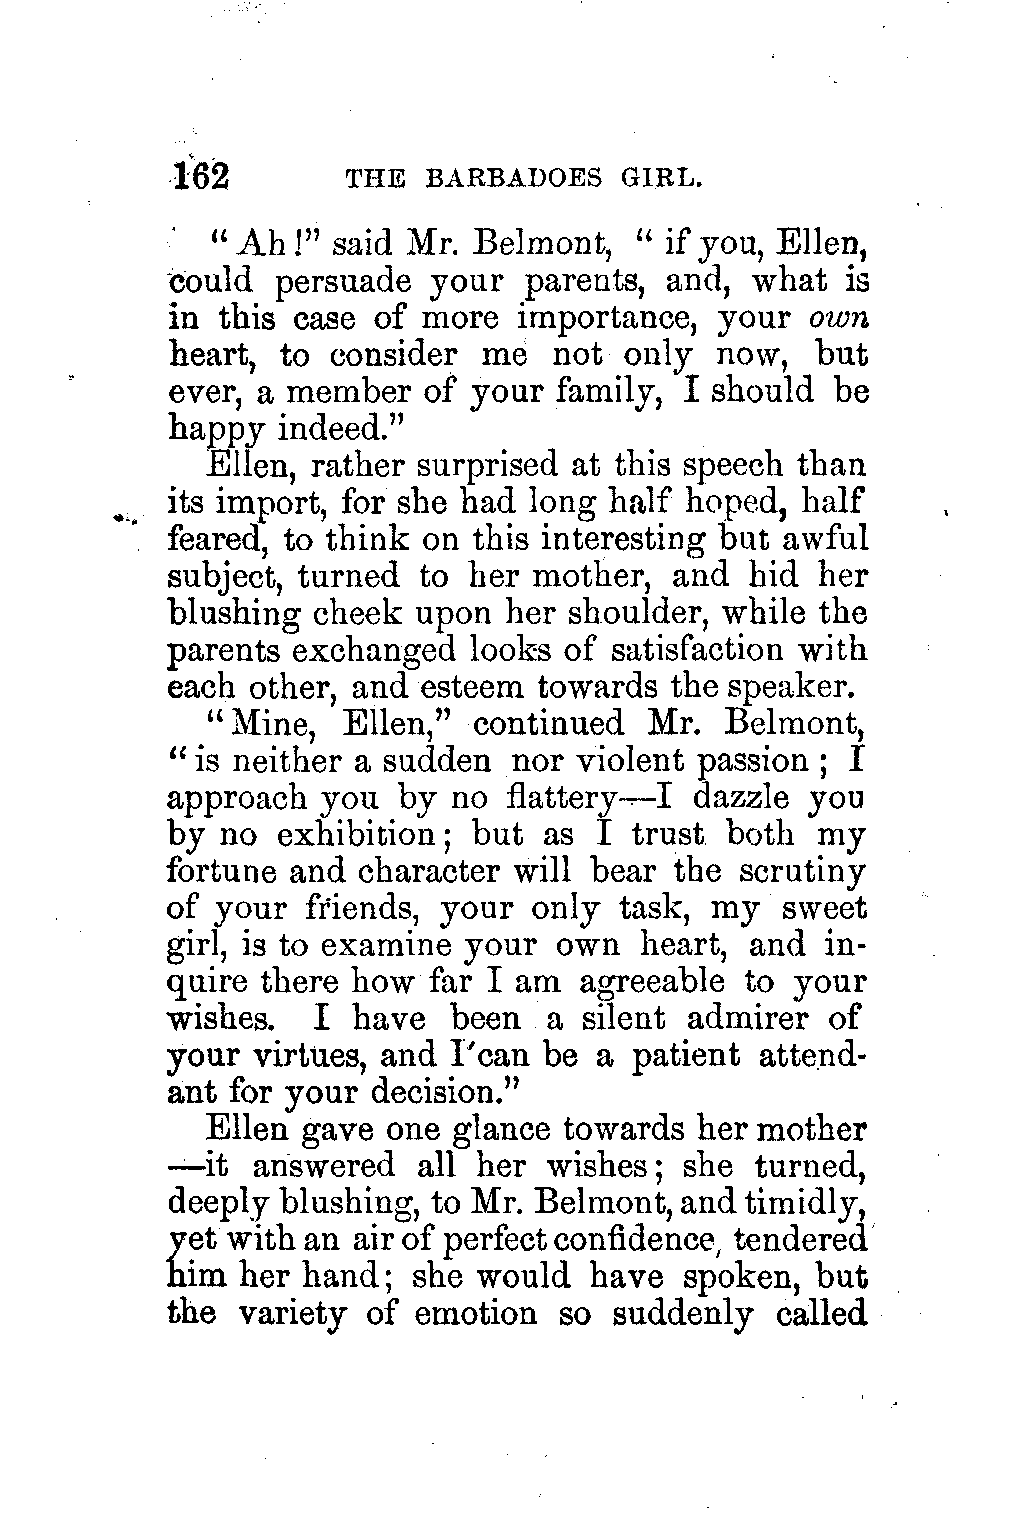 162 THE BARBADOES GIRL.
“Ah!” said Mr. Belmont, “if you, Ellen,
could persuade your parents, and, what is
in this case of more importance, your own
heart, to consider me not only now, but
ever, a member of your family, I should be
happy indeed.”
Ellen, rather surprised at this speech than
its import, for she had long half hoped, half
feared, to think on this interesting but awful
subject, turned to her mother, and hid her
blushing cheek upon her shoulder, while the
parents exchanged looks of satisfaction with
each other, and esteem towards the speaker.
“Mine, Ellen,” continued Mr. Belmont,
“is neither a sudden nor violent passion; I
approach you by no flattery—I dazzle you
by no exhibition; but as I trust both my
fortune and character will bear the scrutiny
of your friends, your only task, my sweet
girl, is to examine your own heart, and in-
quire there how far I am agreeable to your
wishes. I have been a silent admirer of
your virtues, and I can be a patient attend-
ant for your decision.”
Ellen gave one glance towards her mother
—it answered all her wishes; she turned,
deeply blushing, to Mr. Belmont, and timidly,
yet with an air of perfect confidence, tendered
him her hand; she would have spoken, but
the variety of emotion so suddenly called